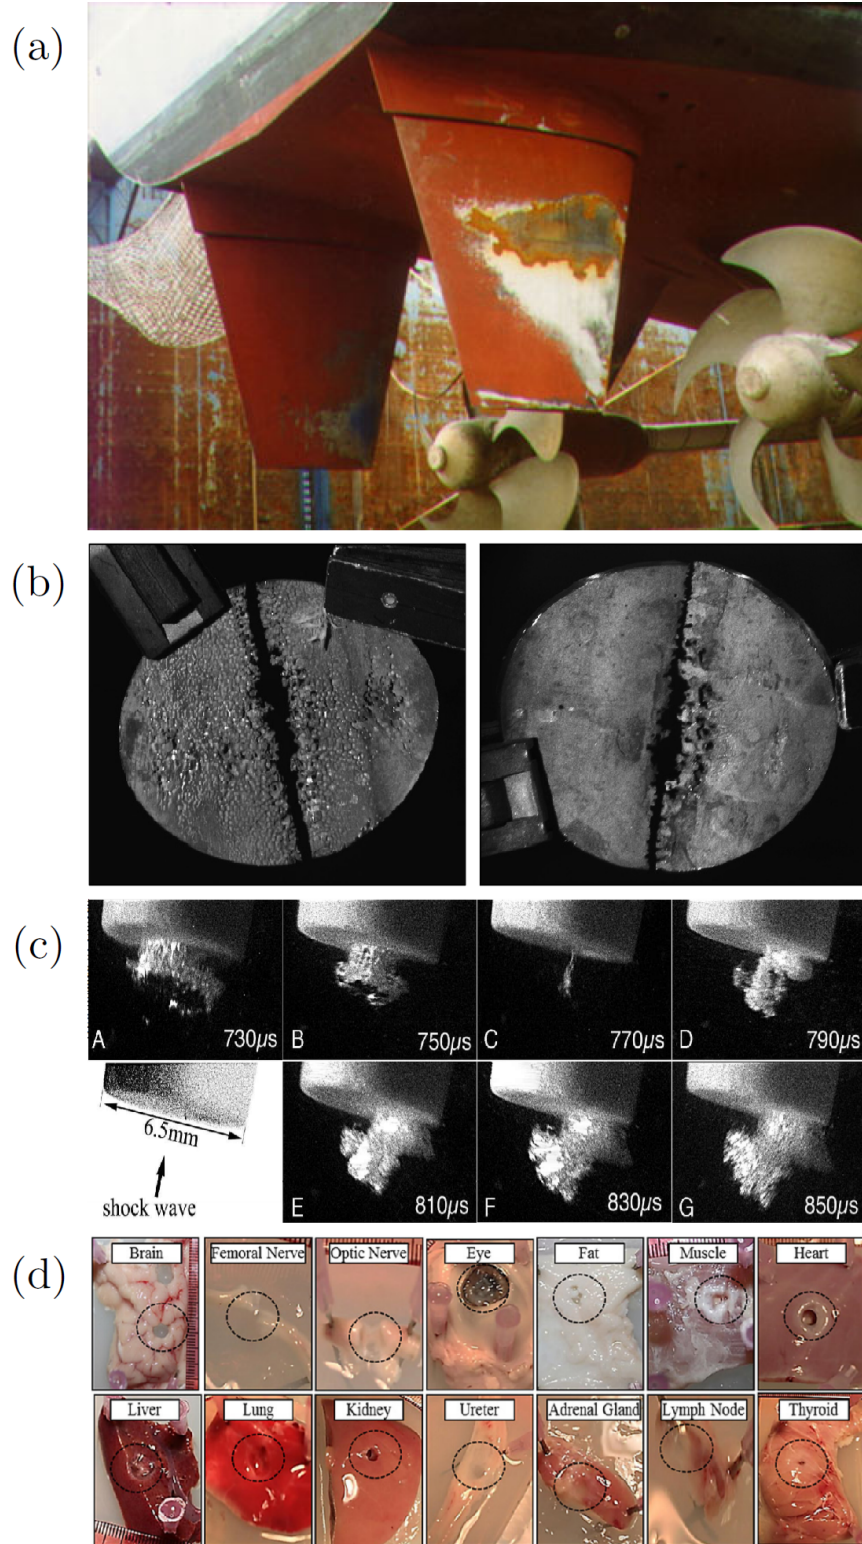 (a)
(b)
(c)
A 730μs
B 750μs
C 770μs
D 790μs
6.5mm
shock wave
E 810μs
F 830μs
G 850μs
(d)
Brain Femoral Nerve Optic Nerve Eye Fat Muscle Heart
Liver Lung Kidney Ureter Adrenal Gland Lymph Node Thyroid